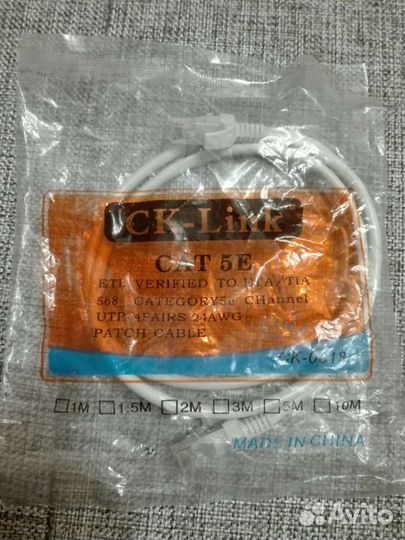 CK-Link
CAT 5E
ETL VERIFIED TO EIA/TIA
568 CATEGORY5e CHannel
UTP 4PAIRS 24AWG
PATCH CABLE
1M 1.5M 2M 3M 5M 10M
MADE IN CHINA
Avito